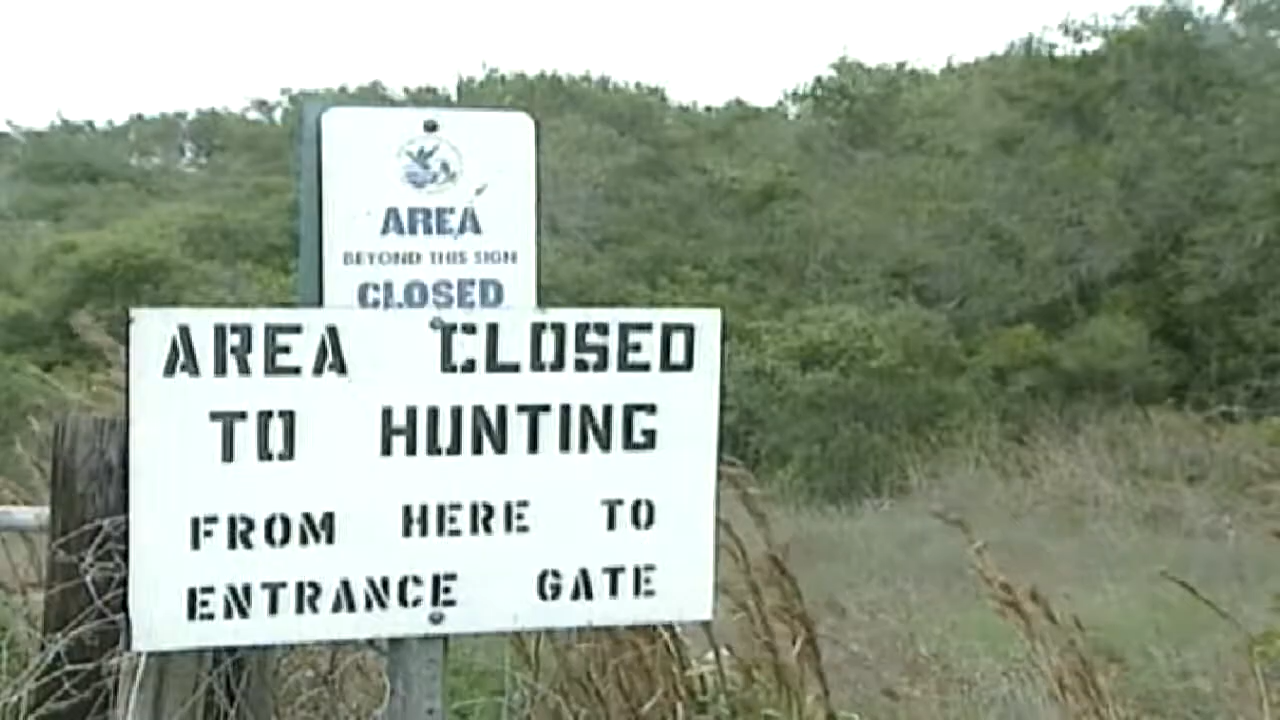 AREA
BEYOND THIS SIGN
CLOSED
AREA CLOSED
TO HUNTING
FROM HERE TO
ENTRANCE GATE